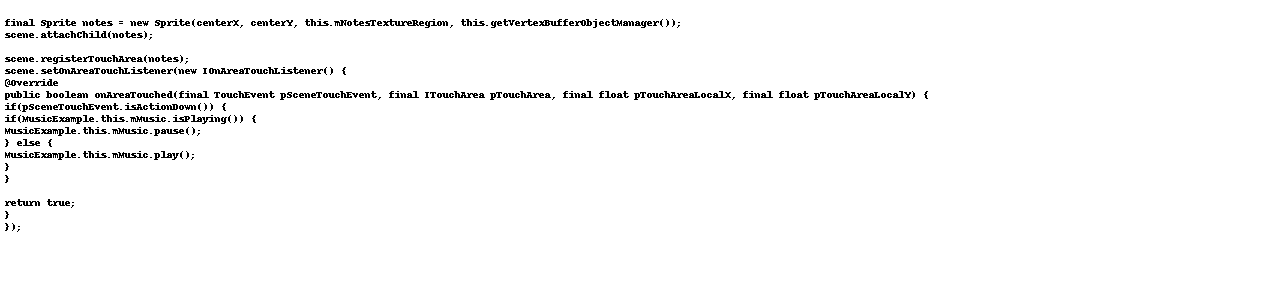 final Sprite notes = new Sprite(centerX, centerY, this.mNotesTextureRegion, this.getVertexBufferObjectManager());
scene.attachChild(notes);
scene.registerTouchArea(notes);
scene.setOnAreaTouchListener(new IOnAreaTouchListener() {
@Override
public boolean onAreaTouched(final TouchEvent pSceneTouchEvent, final ITouchArea pTouchArea, final float pTouchAreaLocalX, final float pTouchAreaLocalY) {
if(pSceneTouchEvent.isActionDown()) {
if(MusicExample.this.mMusic.isPlaying()) {
MusicExample.this.mMusic.pause();
} else {
MusicExample.this.mMusic.play();
}
}
return true;
}
});